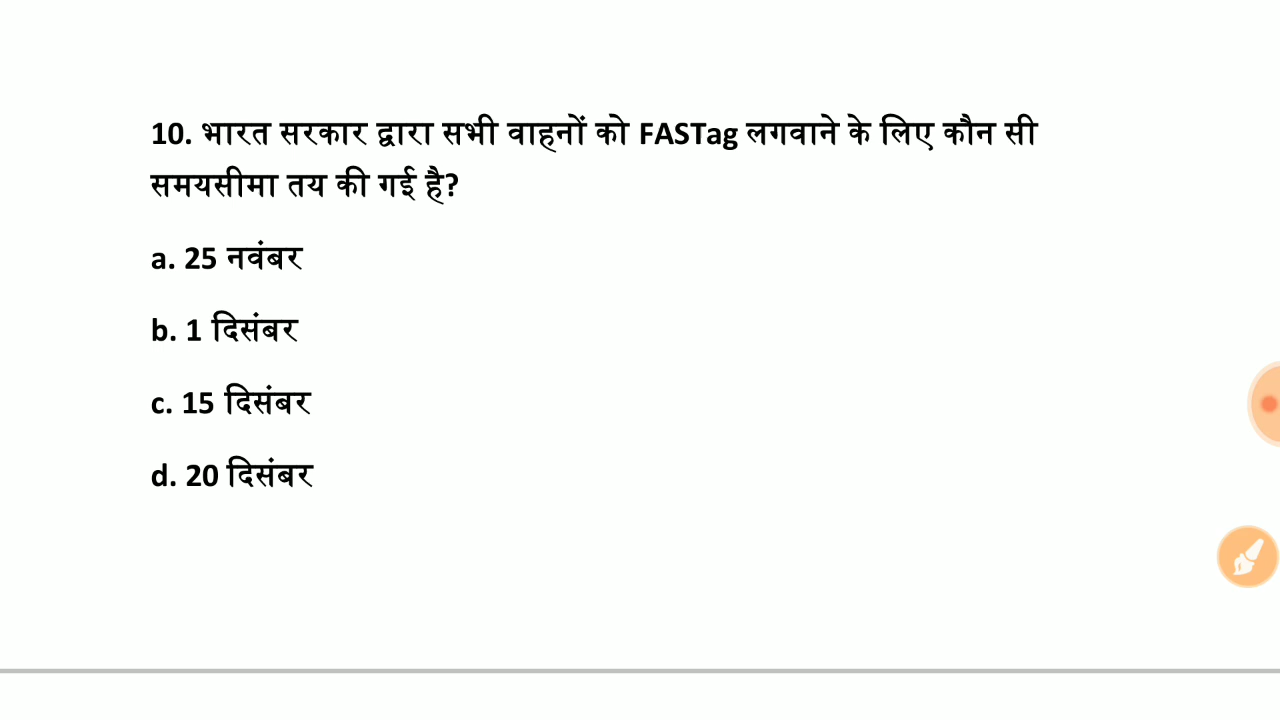 10. भारत सरकार द्वारा सभी वाहनों को FASTag लगवाने के लिए कौन सी
समयसीमा तय की गई है?
a. 25 नवंबर
b. 1 दिसंबर
c. 15 दिसंबर
d. 20 दिसंबर